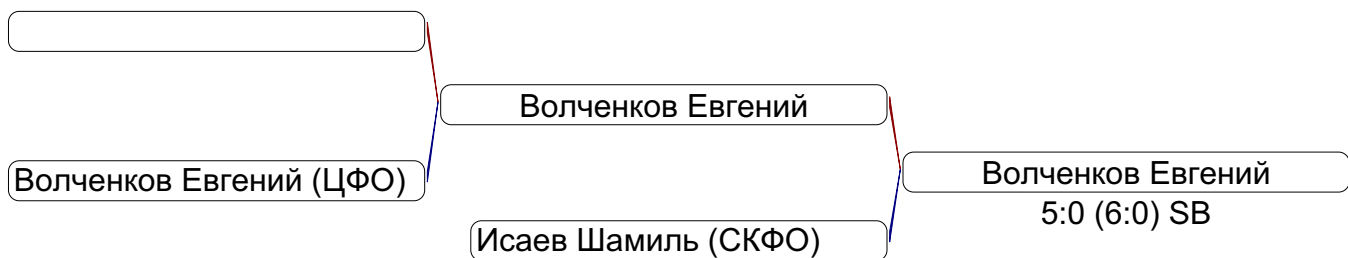 Волченков Евгений
Волченков Евгений (ЦФО)
Волченков Евгений
5:0 (6:0) SB
Исаев Шамиль (СКФО)